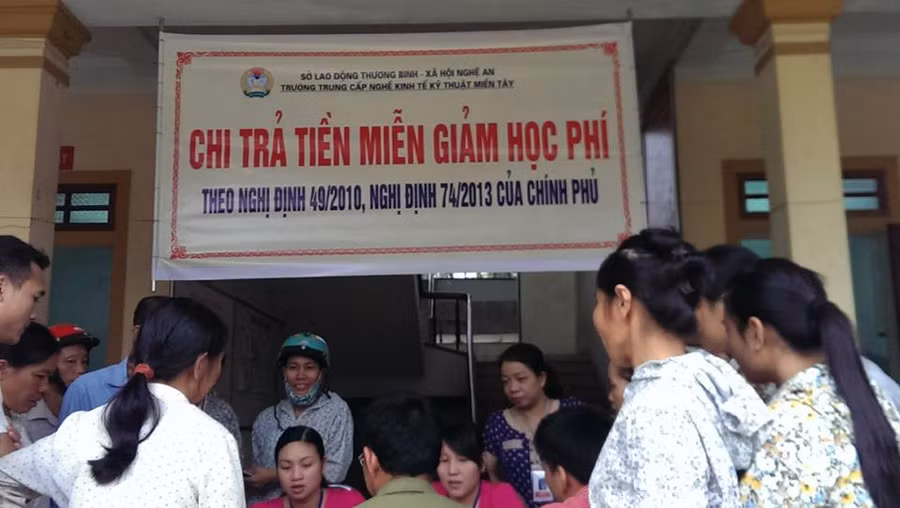 SỞ LAO ĐỘNG THƯƠNG BINH - XÃ HỘI NGHỆ AN
TRƯỜNG TRUNG CẤP NGHỀ KINH TẾ KỸ THUẬT MIỀN TÂY
CHI TRẢ TIỀN MIỄN GIẢM HỌC PHÍ
THEO NGHỊ ĐỊNH 49/2010, NGHỊ ĐỊNH 74/2013 CỦA CHÍNH PHỦ